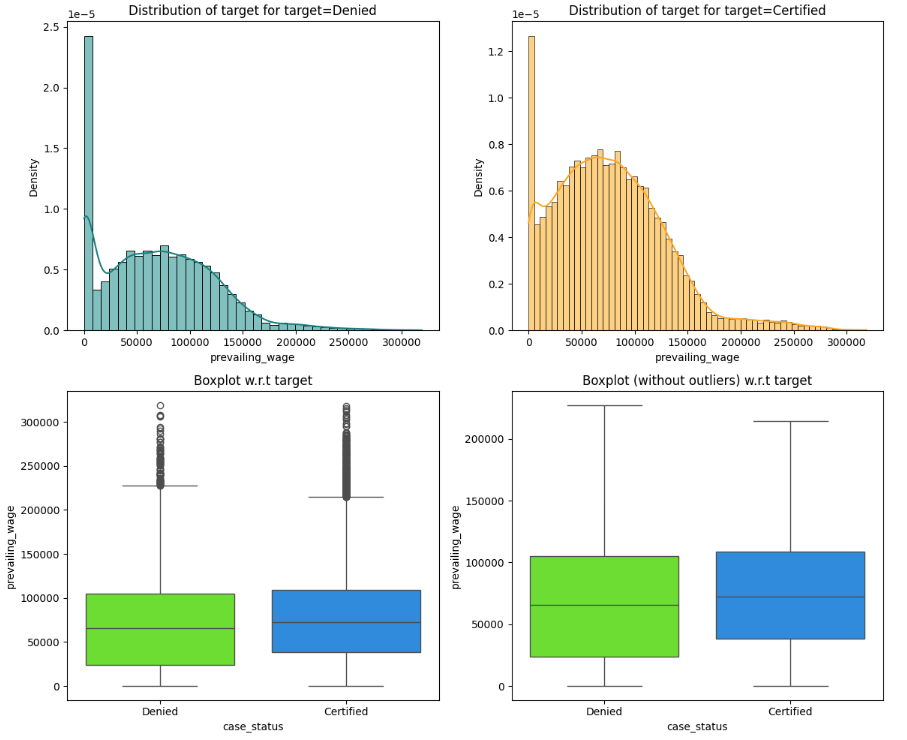 Distribution of target for target=Denied
1e−5
2.5
2.0
1.5
1.0
0.5
0.0
Density
0 50000 100000 150000 200000 250000 300000
prevailing_wage
Distribution of target for target=Certified
1e−5
1.2
1.0
0.8
0.6
0.4
0.2
0.0
Density
0 50000 100000 150000 200000 250000 300000
prevailing_wage
Boxplot w.r.t target
300000
250000
200000
150000
100000
50000
0
prevailing_wage
Denied Certified
case_status
Boxplot (without outliers) w.r.t target
200000
150000
100000
50000
0
prevailing_wage
Denied Certified
case_status